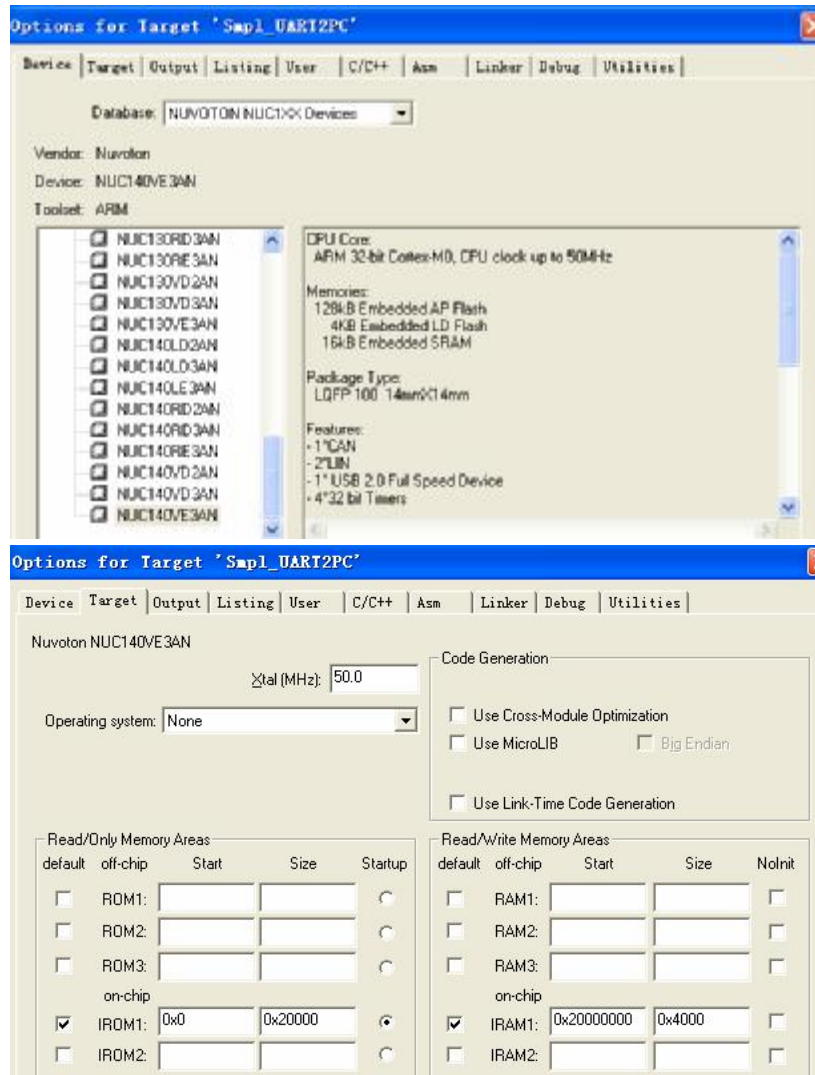 Options for Target 'Smpl_UART2PC'
Device Target Output Listing User C/C++ Asm Linker Debug Utilities
Database: NUVOTON NUC1XX Devices
Vendor: Nuvoton
Device: NUC140VE3AN
Toolset: ARM
NUC130RD3AN
NUC130RE3AN
NUC130VD2AN
NUC130VD3AN
NUC130VE3AN
NUC140LD2AN
NUC140LD3AN
NUC140LE3AN
NUC140RD2AN
NUC140RD3AN
NUC140RE3AN
NUC140VD2AN
NUC140VD3AN
NUC140VE3AN
CPU Core:
ARM 32-bit Cortex-M0, CPU clock up to 50MHz
Memories:
128kB Embedded AP Flash
4KB Embedded LD Flash
16kB Embedded SRAM
Package Type:
LQFP 100 14mmX14mm
Features:
- 1*CAN
- 2*LIN
- 1* USB 2.0 Full Speed Device
- 4*32 bit Timers
Options for Target 'Smpl_UART2PC'
Device Target Output Listing User C/C++ Asm Linker Debug Utilities
Nuvoton NUC140VE3AN
Xtal (MHz): 50.0
Operating system: None
Code Generation
Use Cross-Module Optimization
Use MicroLIB Big Endian
Use Link-Time Code Generation
Read/Only Memory Areas
default off-chip Start Size Startup
ROM1:
ROM2:
ROM3:
on-chip
IROM1: 0x0 0x20000
IROM2:
Read/Write Memory Areas
default off-chip Start Size NoInit
RAM1:
RAM2:
RAM3:
on-chip
IRAM1: 0x20000000 0x4000
IRAM2: